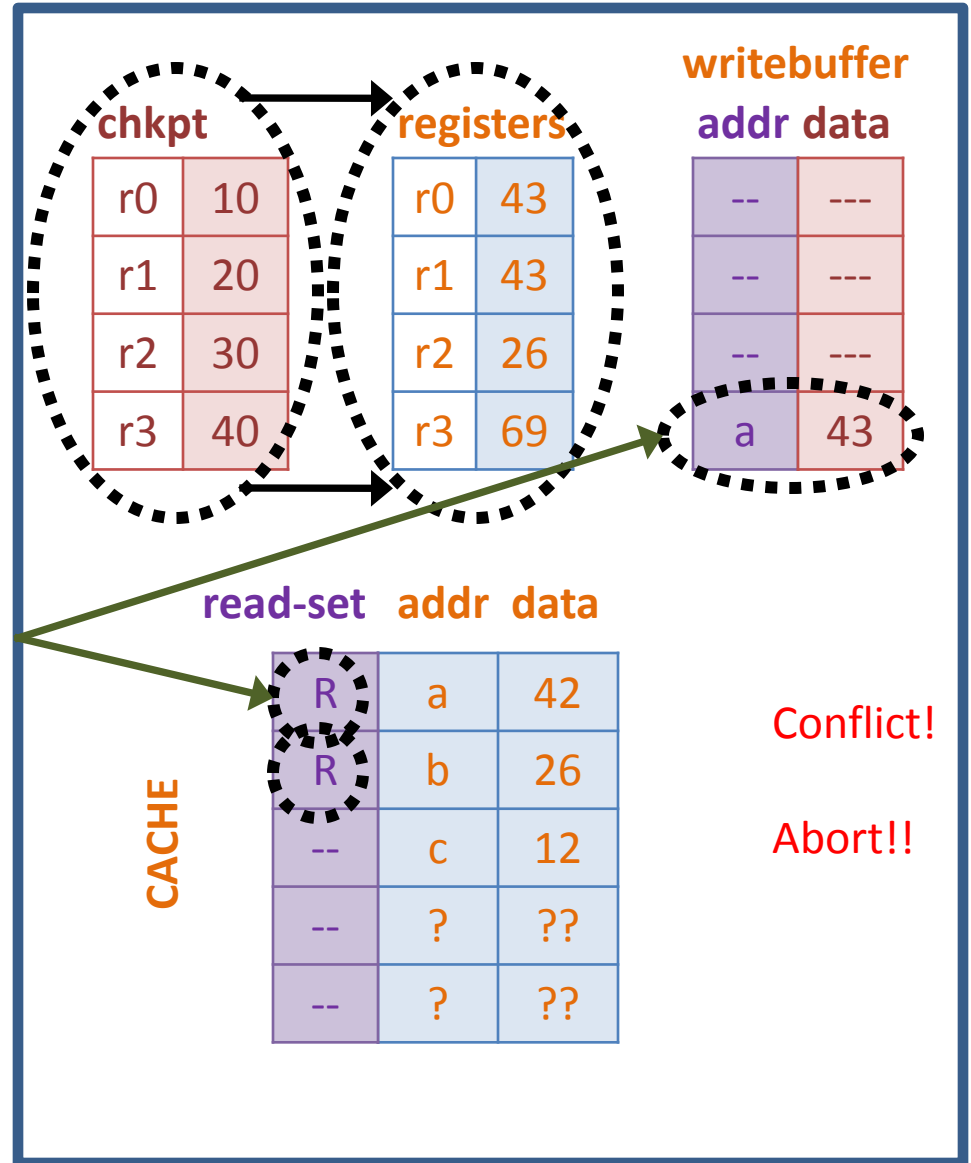 writebuffer
chkpt registers addr data
r0 10 r0 43 -- ---
r1 20 r1 43 -- ---
r2 30 r2 26 -- ---
r3 40 r3 69 a 43
read-set addr data
R a 42
Conflict!
R b 26
CACHE
-- c 12
Abort!!
-- ? ??
-- ? ??